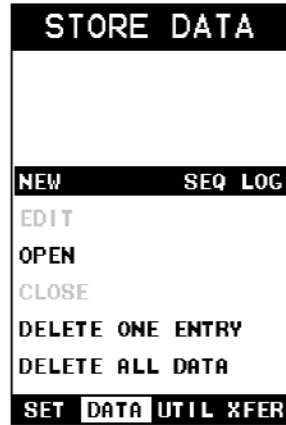 STORE DATA
NEW SEQ LOG
EDIT
OPEN
CLOSE
DELETE ONE ENTRY
DELETE ALL DATA
SET DATA UTIL XFER